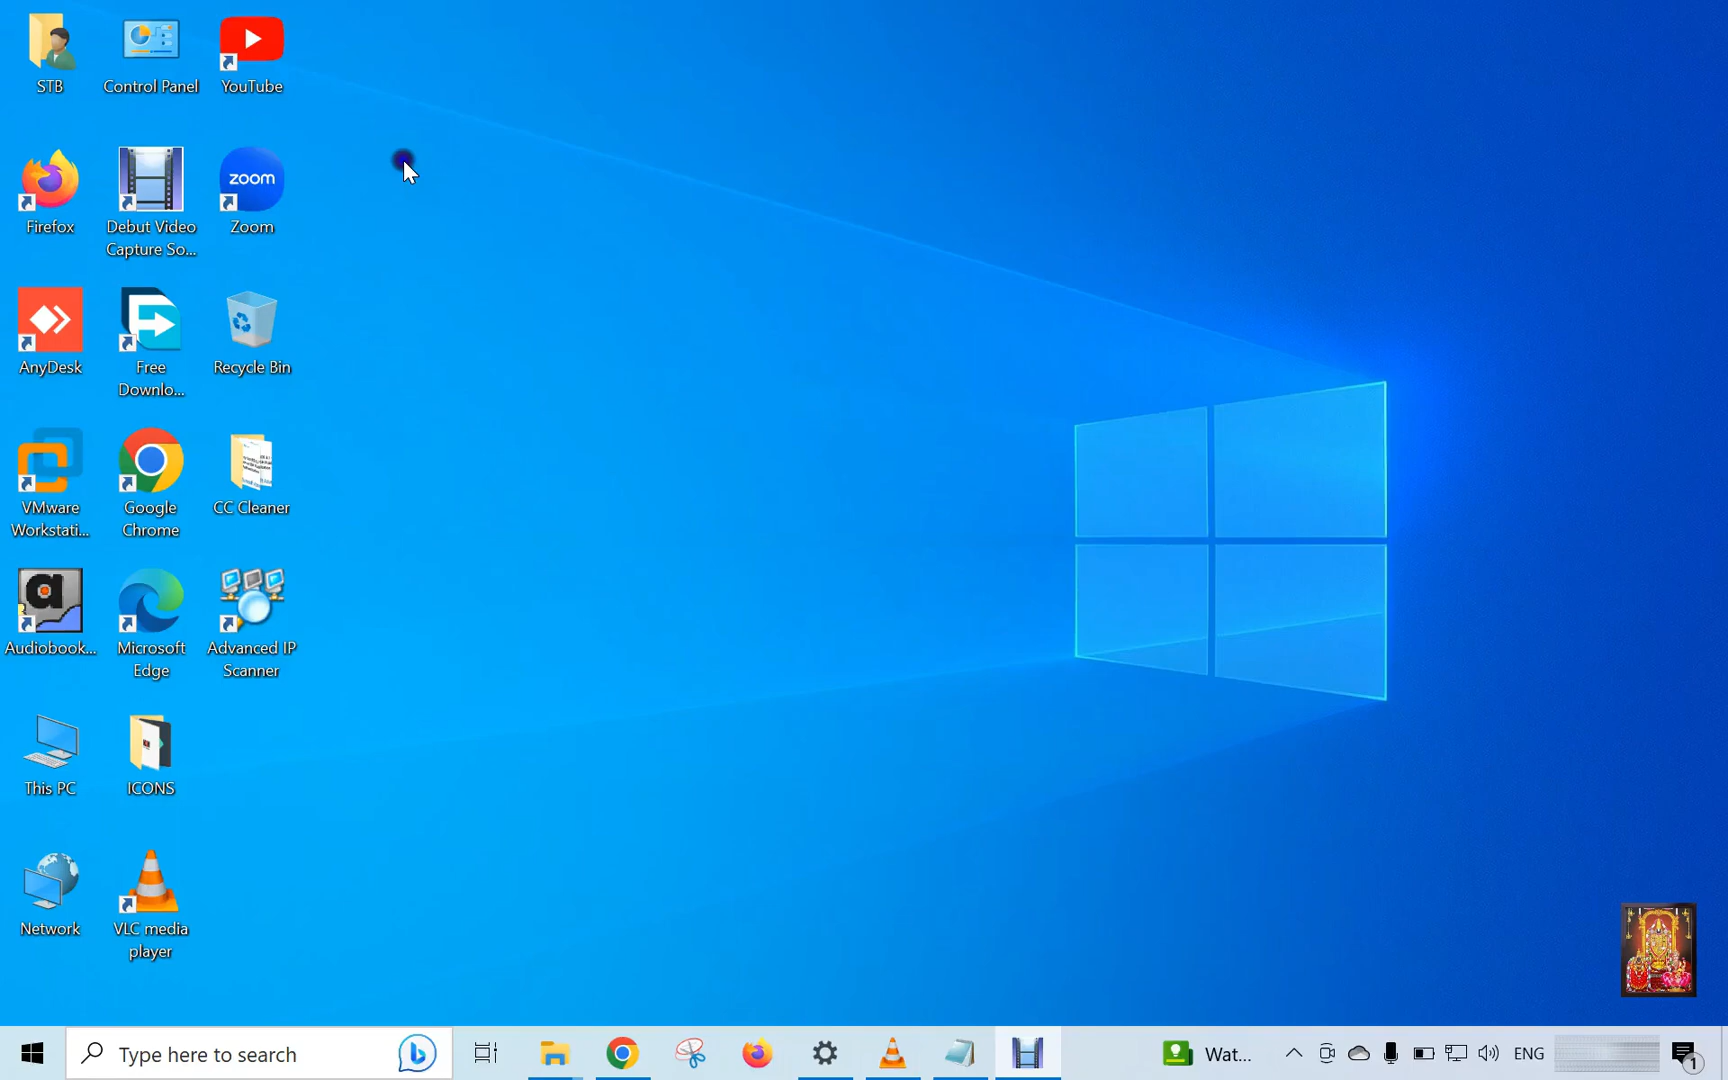 STB
Control Panel
YouTube
Firefox
Debut Video
Capture So...
zoom
Zoom
AnyDesk
Free
Downlo...
Recycle Bin
VMware
Workstati...
Google
Chrome
CC Cleaner
a
Audiobook...
Microsoft
Edge
Advanced IP
Scanner
This PC
ICONS
Network
VLC media
player
Type here to search
Wat...
ENG
1